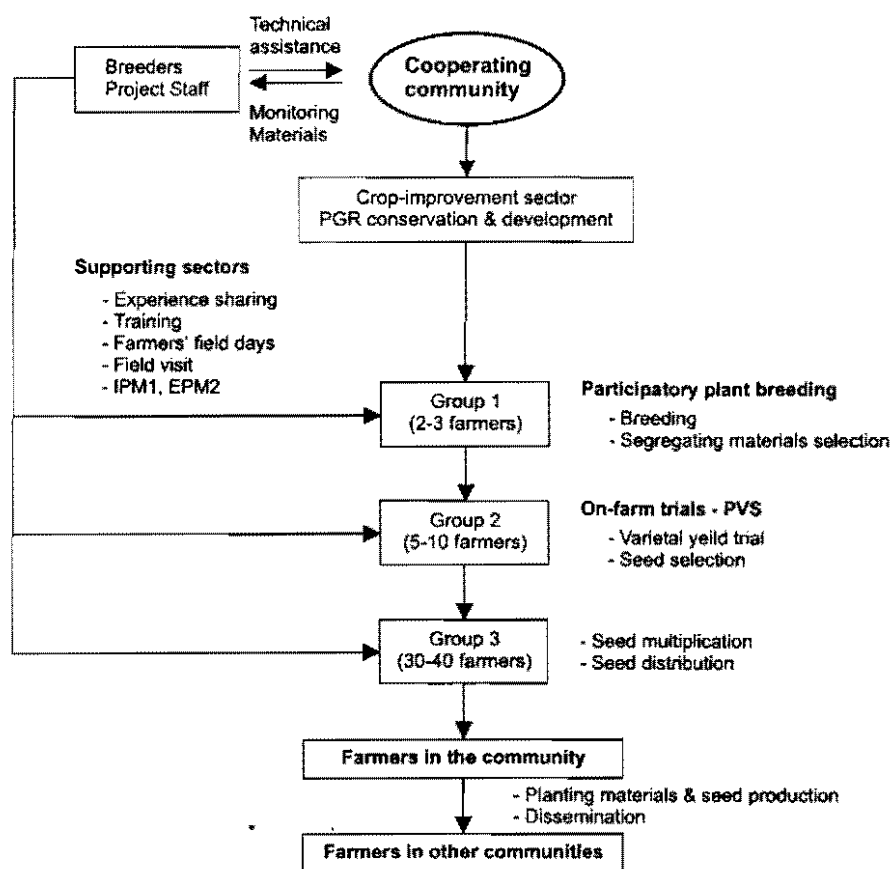 Technical
assistance
Breeders
Project Staff
Cooperating
community
Monitoring
Materials
Crop-improvement sector
PGR conservation & development
Supporting sectors
- Experience sharing
- Training
- Farmers' field days
- Field visit
- IPM1, EPM2
Group 1
(2-3 farmers)
Participatory plant breeding
- Breeding
- Segregating materials selection
Group 2
(5-10 farmers)
On-farm trials - PVS
- Varietal yeild trial
- Seed selection
Group 3
(30-40 farmers)
- Seed multiplication
- Seed distribution
Farmers in the community
- Planting materials & seed production
- Dissemination
Farmers in other communities